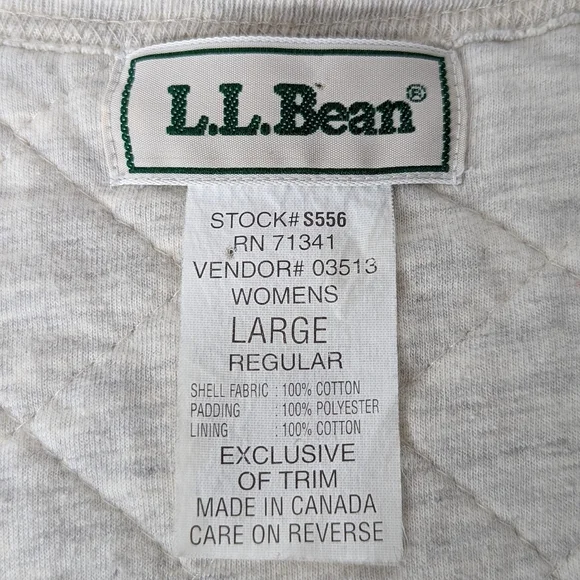 L.L.Bean®
STOCK# S556
RN 71341
VENDOR# 03513
WOMENS
LARGE
REGULAR
SHELL FABRIC : 100% COTTON
PADDING : 100% POLYESTER
LINING : 100% COTTON
EXCLUSIVE
OF TRIM
MADE IN CANADA
CARE ON REVERSE